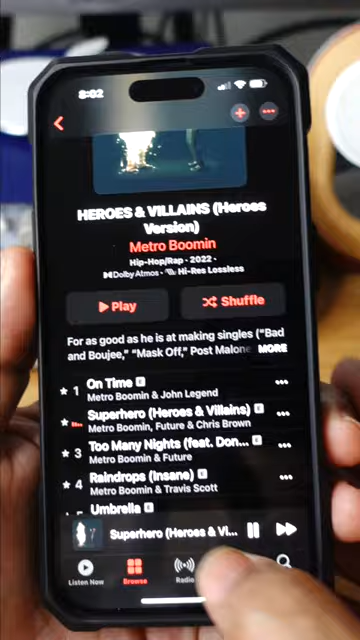 8:02
HEROES & VILLAINS (Heroes
Version)
Metro Boomin
Hip-Hop/Rap · 2022 ·
Dolby Atmos · Hi-Res Lossless
Play
Shuffle
For as good as he is at making singles (“Bad
and Boujee,” “Mask Off,” Post Malone MORE
1 On Time E
Metro Boomin & John Legend
Superhero (Heroes & Villains) E
Metro Boomin, Future & Chris Brown
3 Too Many Nights (feat. Don... E
Metro Boomin & Future
4 Raindrops (Insane) E
Metro Boomin & Travis Scott
5 Umbrella E
Superhero (Heroes & Vi...
Listen Now
Browse
Radio